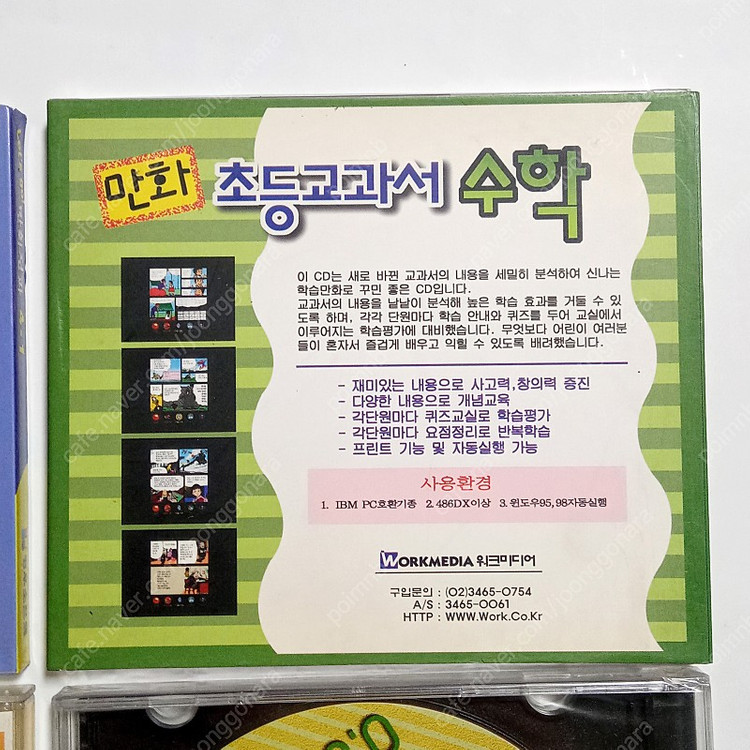 만화 초등교과서 수학
이 CD는 새로 바뀐 교과서의 내용을 세밀히 분석하여 신나는
학습만화로 꾸민 좋은 CD입니다.
교과서의 내용을 낱낱이 분석해 높은 학습 효과를 거둘 수 있
도록 하며, 각각 단원마다 학습 안내와 퀴즈를 두어 교실에서
이루어지는 학습평가에 대비했습니다. 무엇보다 어린이 여러분
들이 혼자서 즐겁게 배우고 익힐 수 있도록 배려했습니다.
- 재미있는 내용으로 사고력,창의력 증진
- 다양한 내용으로 개념교육
- 각단원마다 퀴즈교실로 학습평가
- 각단원마다 요점정리로 반복학습
- 프린트 기능 및 자동실행 가능
사용환경
1. IBM PC호환기종 2. 486DX이상 3. 윈도우95,98자동실행
WORKMEDIA 워크미디어
구입문의 : (02)3465-0754
A/S : 3465-0061
HTTP : WWW.Work.Co.Kr
cafe.naver.com/joonggonara